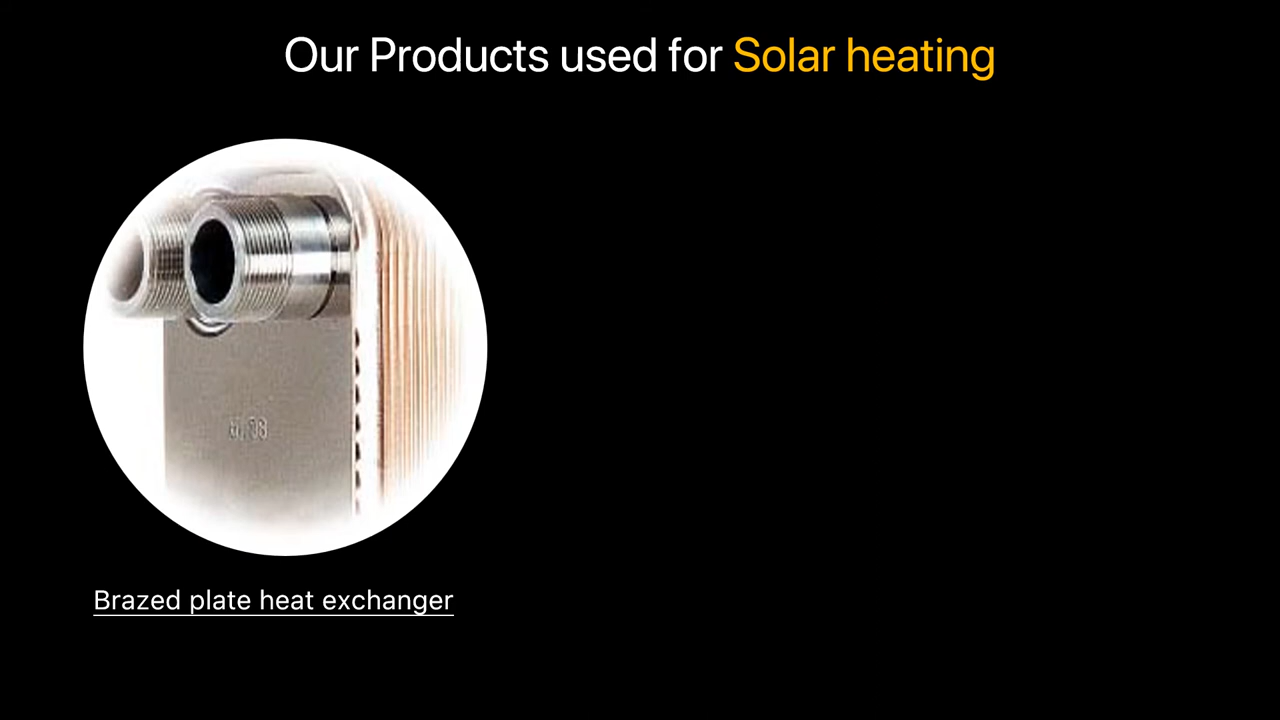 Our Products used for Solar heating
Brazed plate heat exchanger